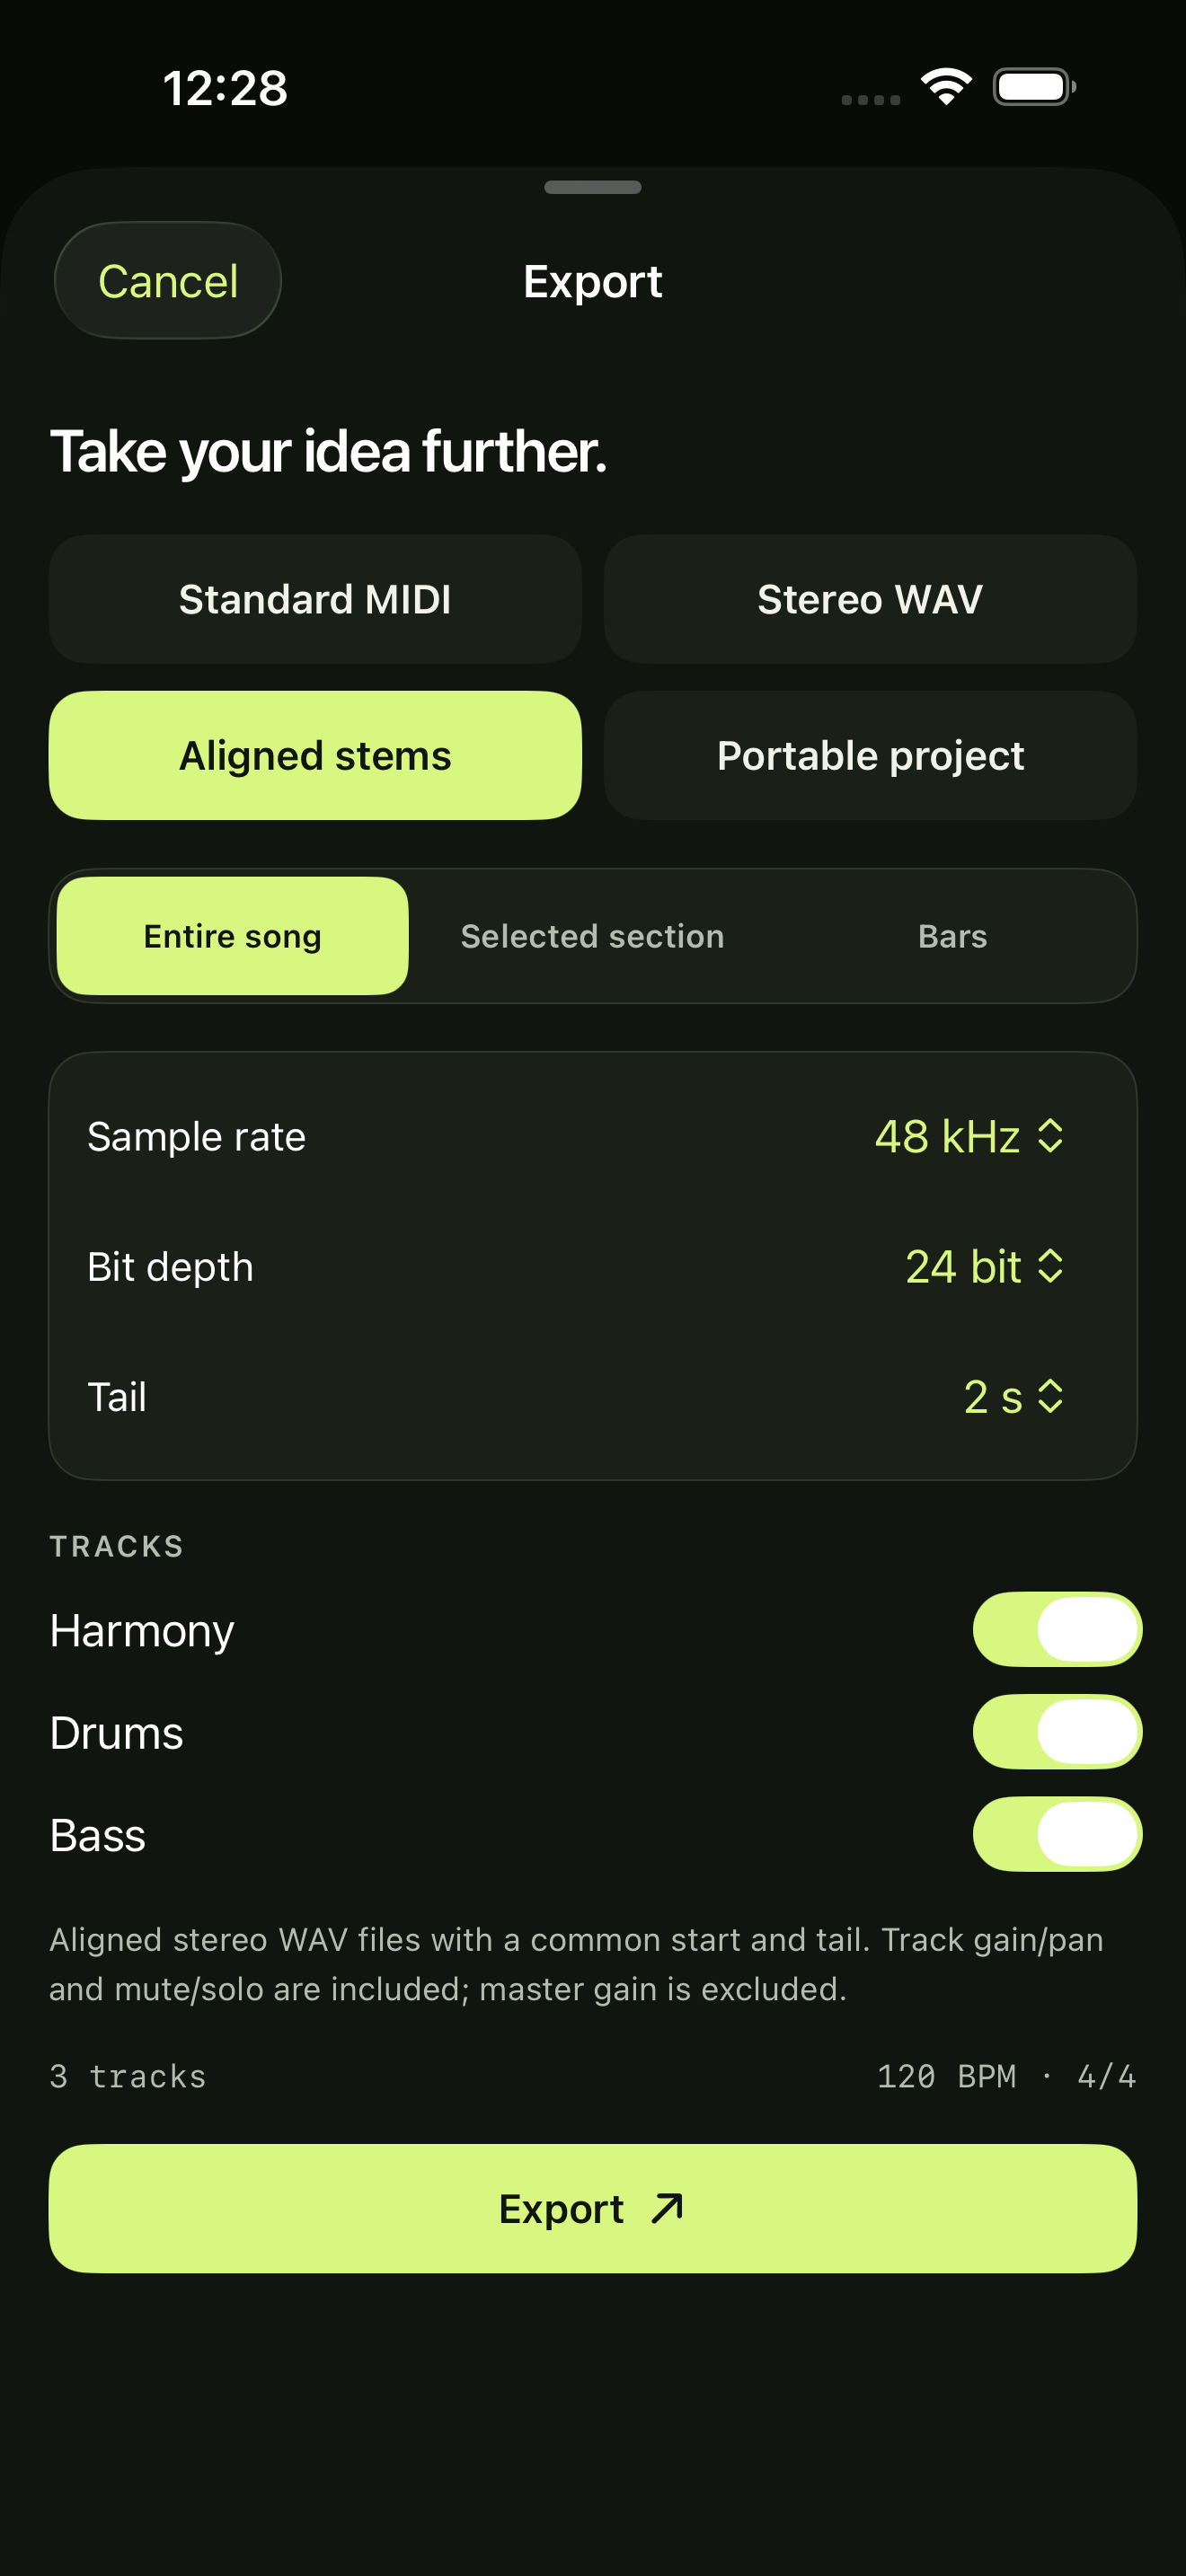 12:28
Cancel
Export
Take your idea further.
Standard MIDI
Stereo WAV
Aligned stems
Portable project
Entire song
Selected section
Bars
Sample rate
48 kHz
Bit depth
24 bit
Tail
2 s
TRACKS
Harmony
Drums
Bass
Aligned stereo WAV files with a common start and tail. Track gain/pan
and mute/solo are included; master gain is excluded.
3 tracks
120 BPM · 4/4
Export